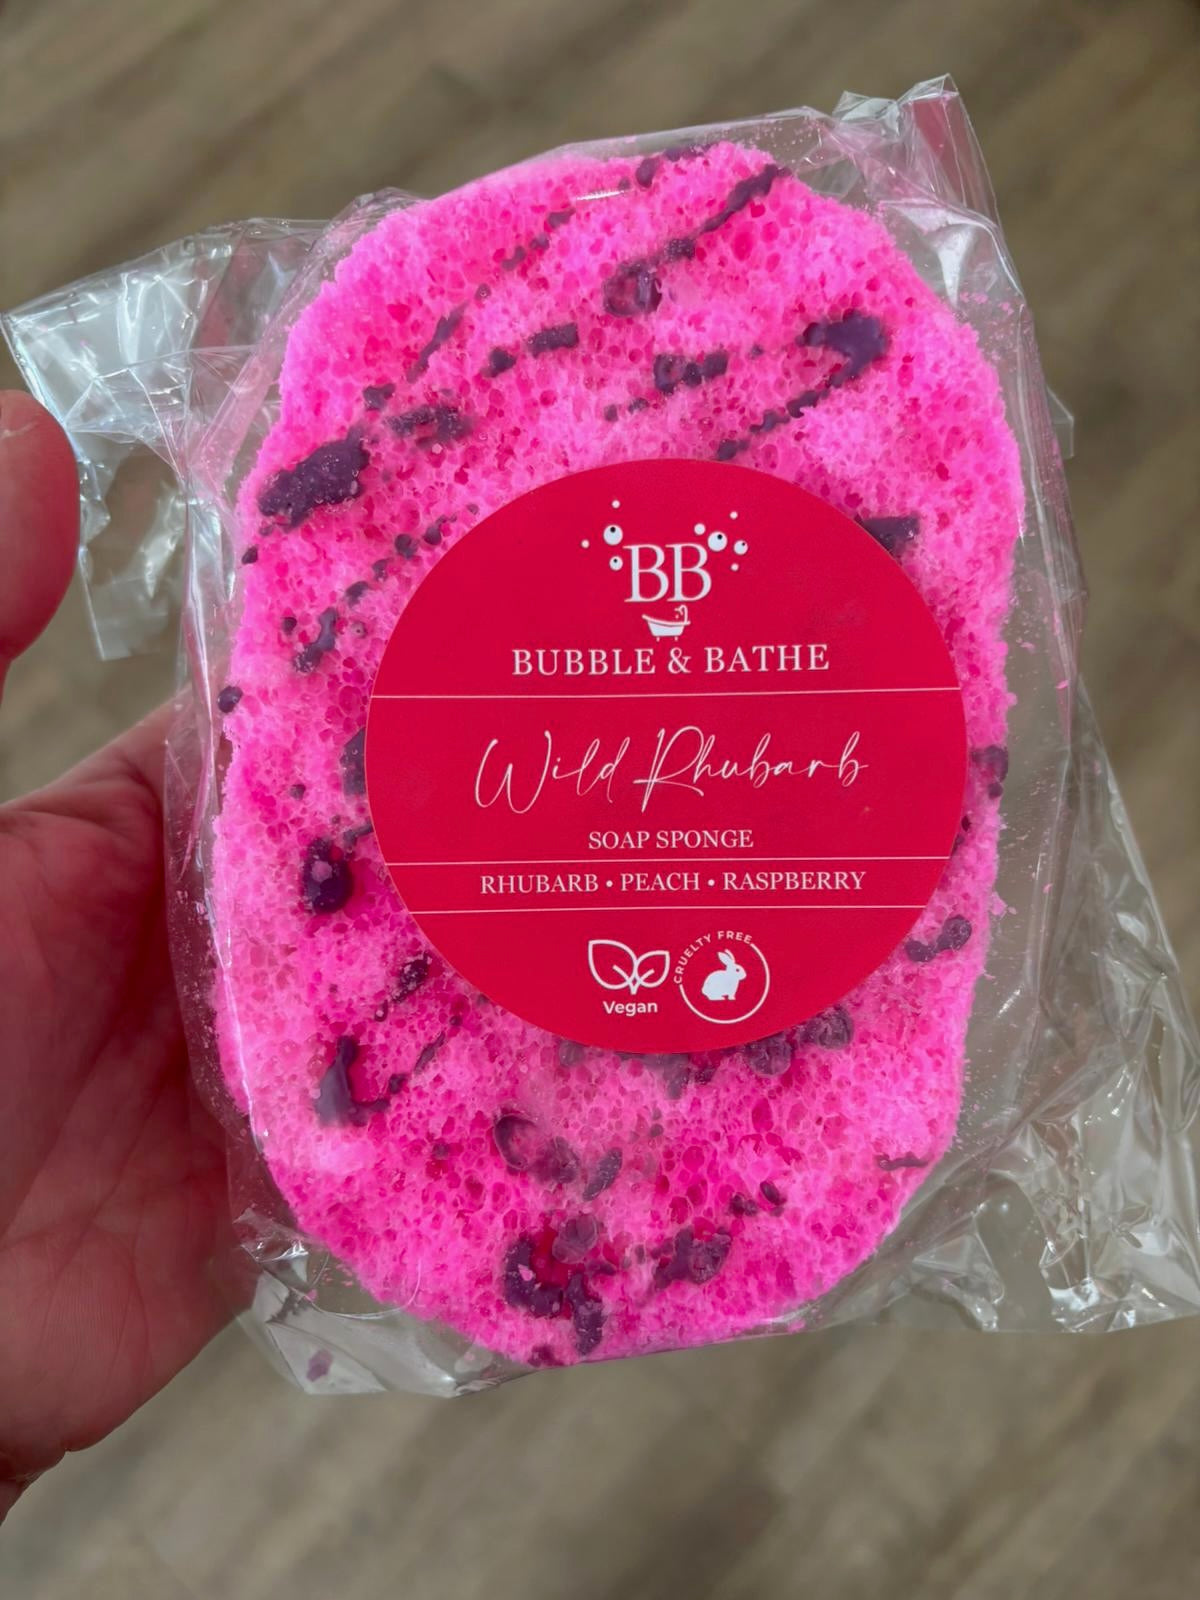 BB
BUBBLE & BATHE
Wild Rhubarb
SOAP SPONGE
RHUBARB • PEACH • RASPBERRY
Vegan
CRUELTY FREE